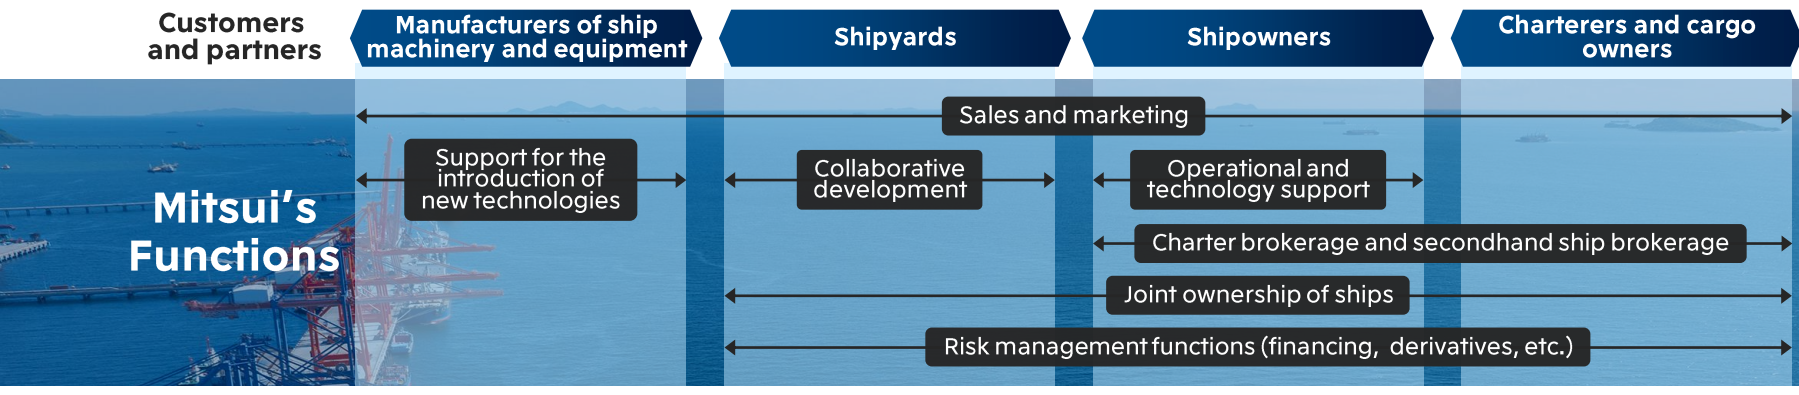 Customers
and partners
Manufacturers of ship
machinery and equipment
Shipyards
Shipowners
Charterers and cargo
owners
Mitsui's
Functions
Sales and marketing
Support for the
introduction of
new technologies
Collaborative
development
Operational and
technology support
Charter brokerage and secondhand ship brokerage
Joint ownership of ships
Risk management functions (financing, derivatives, etc.)